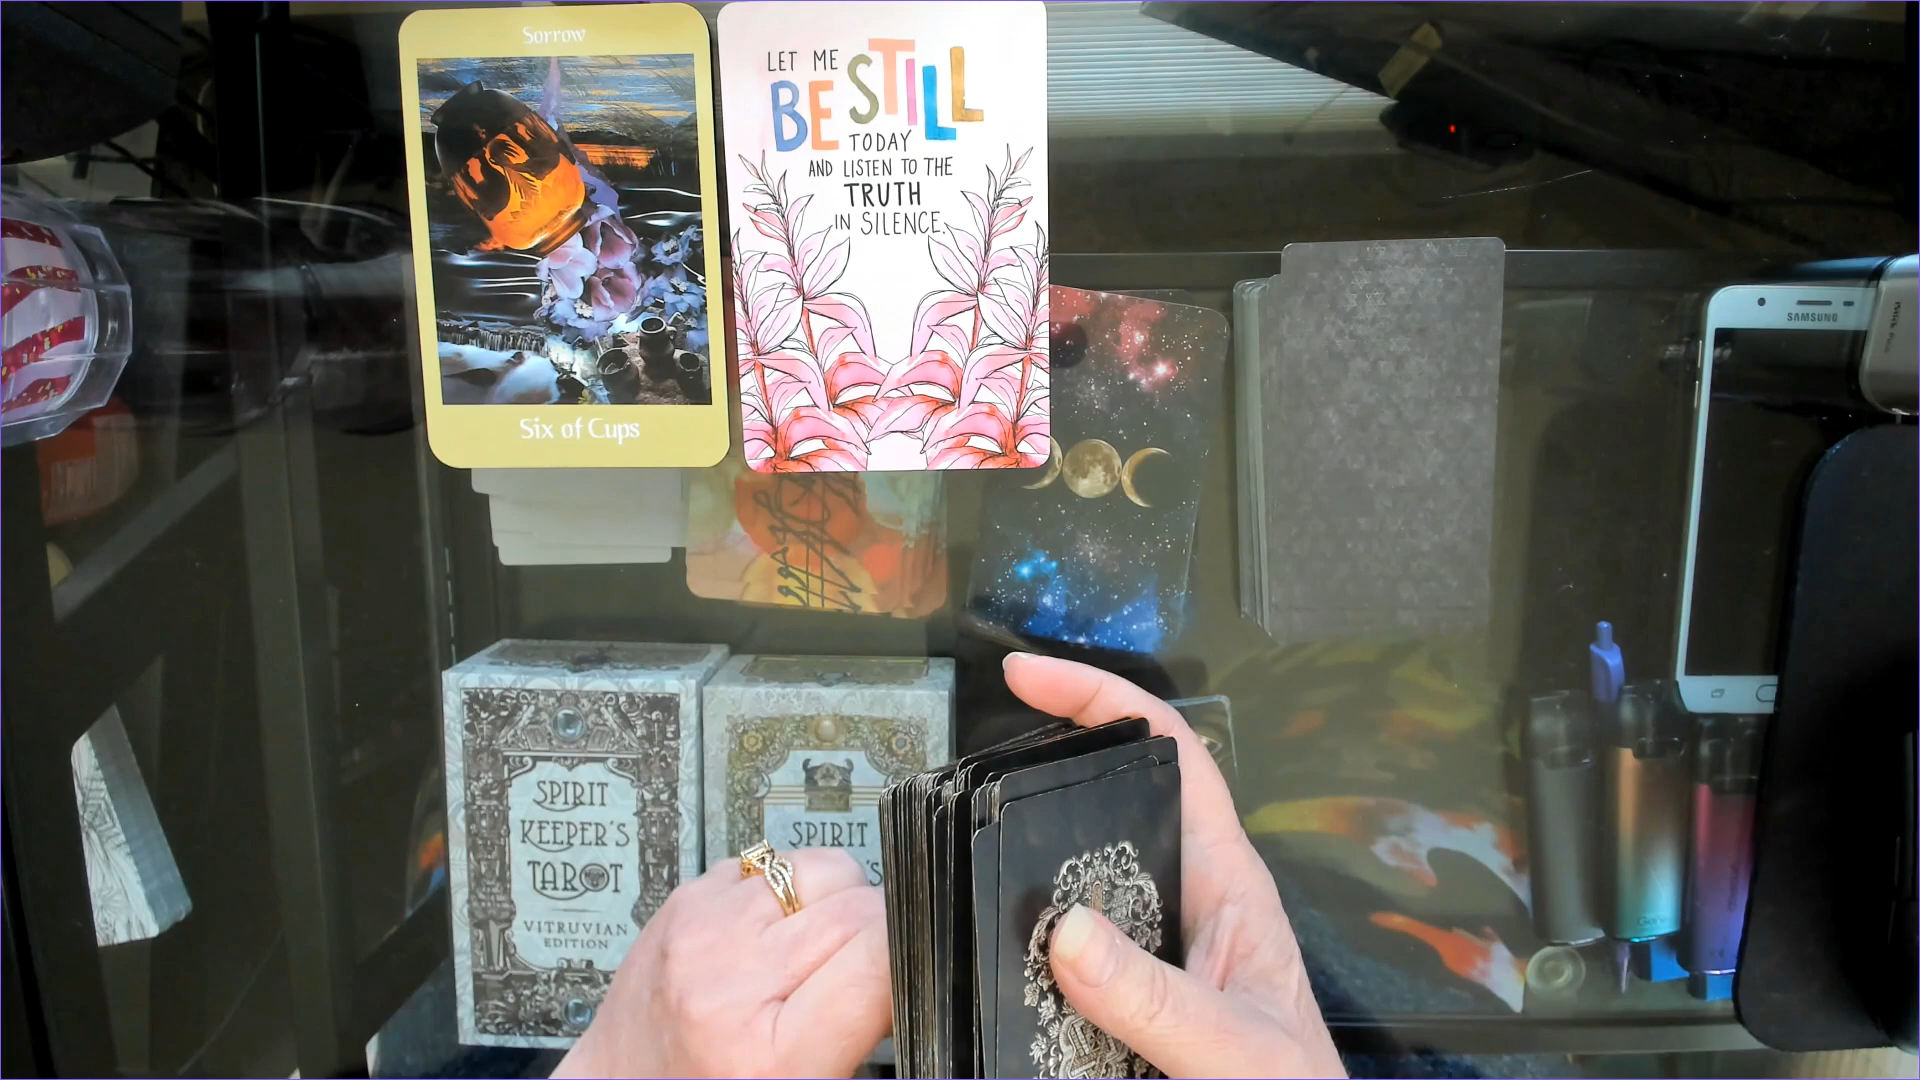 Sorrow
Six of Cups
LET ME
BE STILL
TODAY
AND LISTEN TO THE
TRUTH
IN SILENCE.
SAMSUNG
SPIRIT
KEEPER'S
TAROT
VITRUVIAN
EDITION
SPIRIT
'S